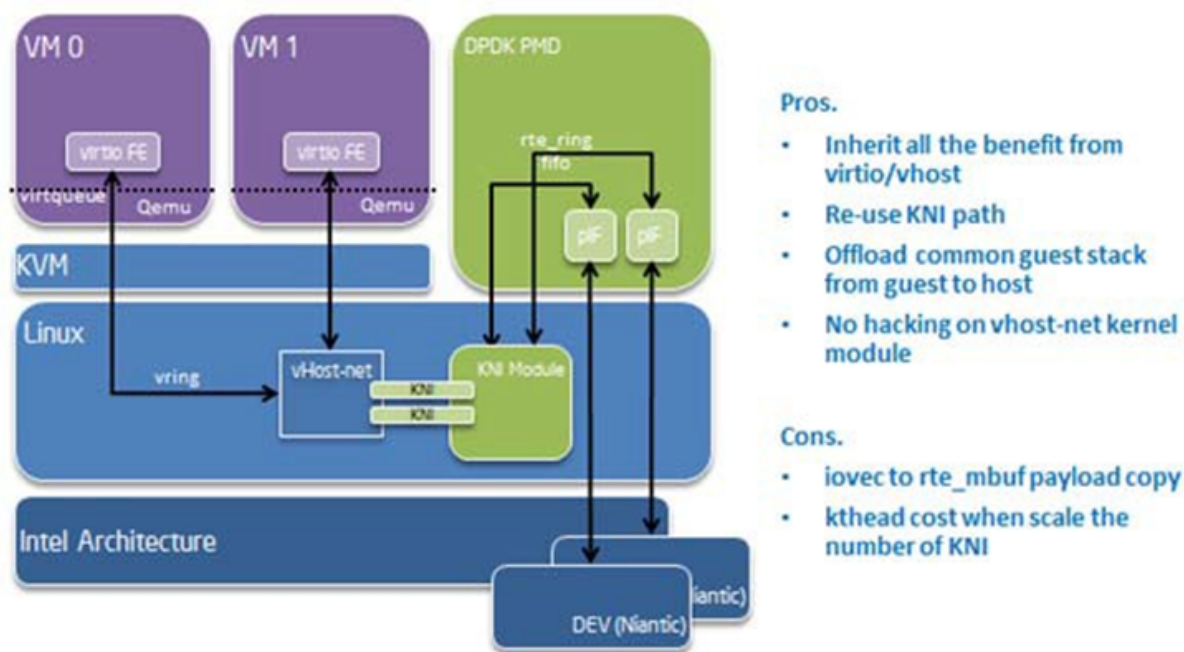 VM 0
VM 1
DPDK PMD
virtio FE
virtio FE
rte_ring
fifo
virtqueue
Qemu
Qemu
pIF
pIF
KVM
Linux
vHost-net
KNI Module
vring
KNI
KNI
Intel Architecture
iantic)
DEV (Niantic)
Pros.
• Inherit all the benefit from
virtio/vhost
• Re-use KNI path
• Offload common guest stack
from guest to host
• No hacking on vhost-net kernel
module
Cons.
• iovec to rte_mbuf payload copy
• kthead cost when scale the
number of KNI